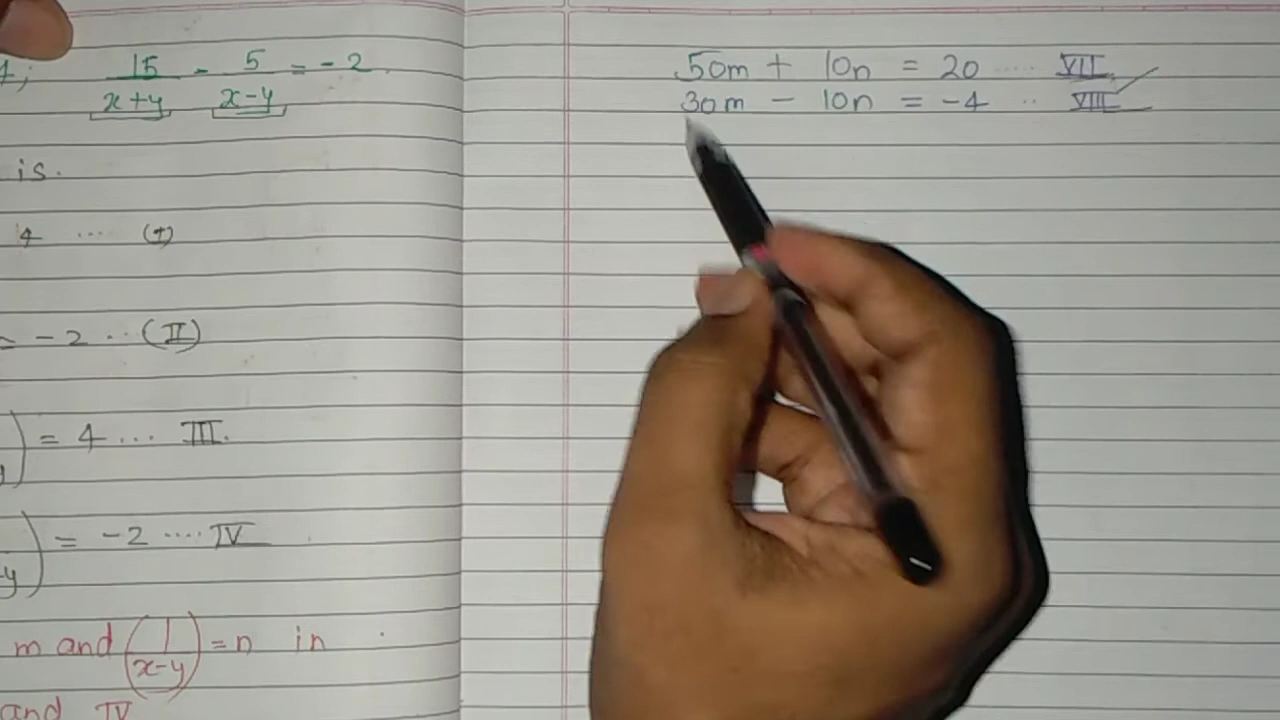 4; 15/(x+y) - 5/(x-y) = -2
is.
4 ... (I)
= -2 ... (II)
) = 4 ... III.
) = -2 .... IV
m and (1/(x-y)) = n in
and IV
50m + 10n = 20 .... VII
30m - 10n = -4 .. VIII